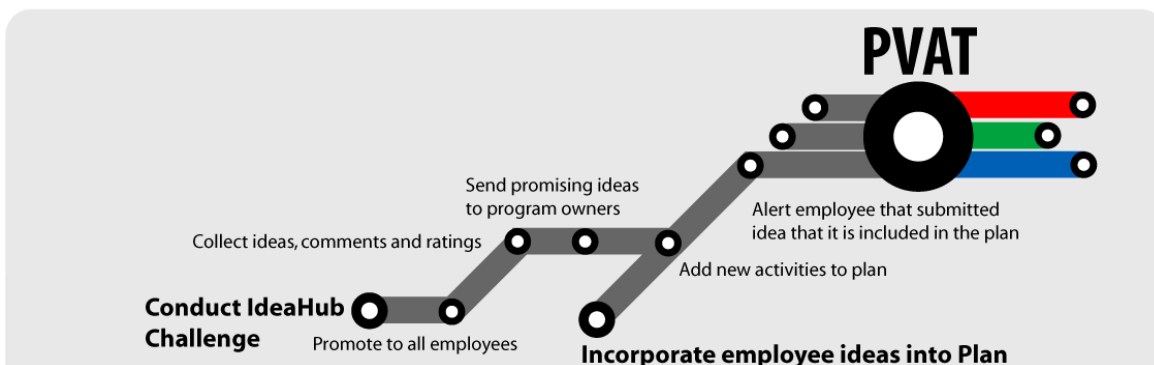 PVAT
Send promising ideas
to program owners
Collect ideas, comments and ratings
Alert employee that submitted
idea that it is included in the plan
Add new activities to plan
Conduct IdeaHub
Challenge
Promote to all employees
Incorporate employee ideas into Plan